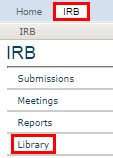 Home IRB
IRB
IRB
Submissions
Meetings
Reports
Library